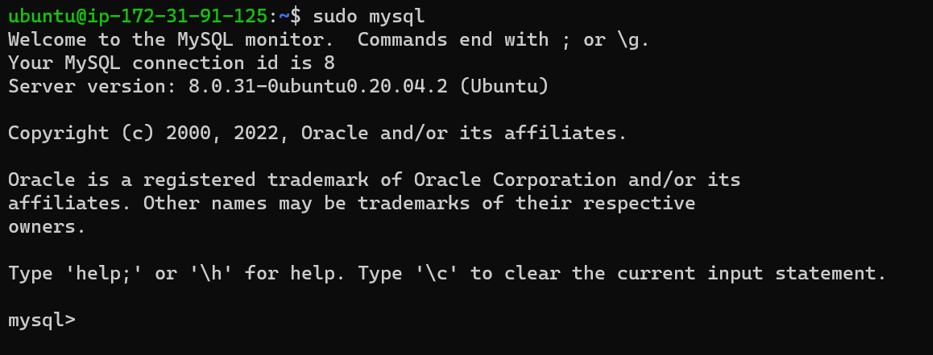 ubuntu@ip-172-31-91-125:~$ sudo mysql
Welcome to the MySQL monitor.  Commands end with ; or \g.
Your MySQL connection id is 8
Server version: 8.0.31-0ubuntu0.20.04.2 (Ubuntu)
Copyright (c) 2000, 2022, Oracle and/or its affiliates.
Oracle is a registered trademark of Oracle Corporation and/or its
affiliates. Other names may be trademarks of their respective
owners.
Type 'help;' or '\h' for help. Type '\c' to clear the current input statement.
mysql>